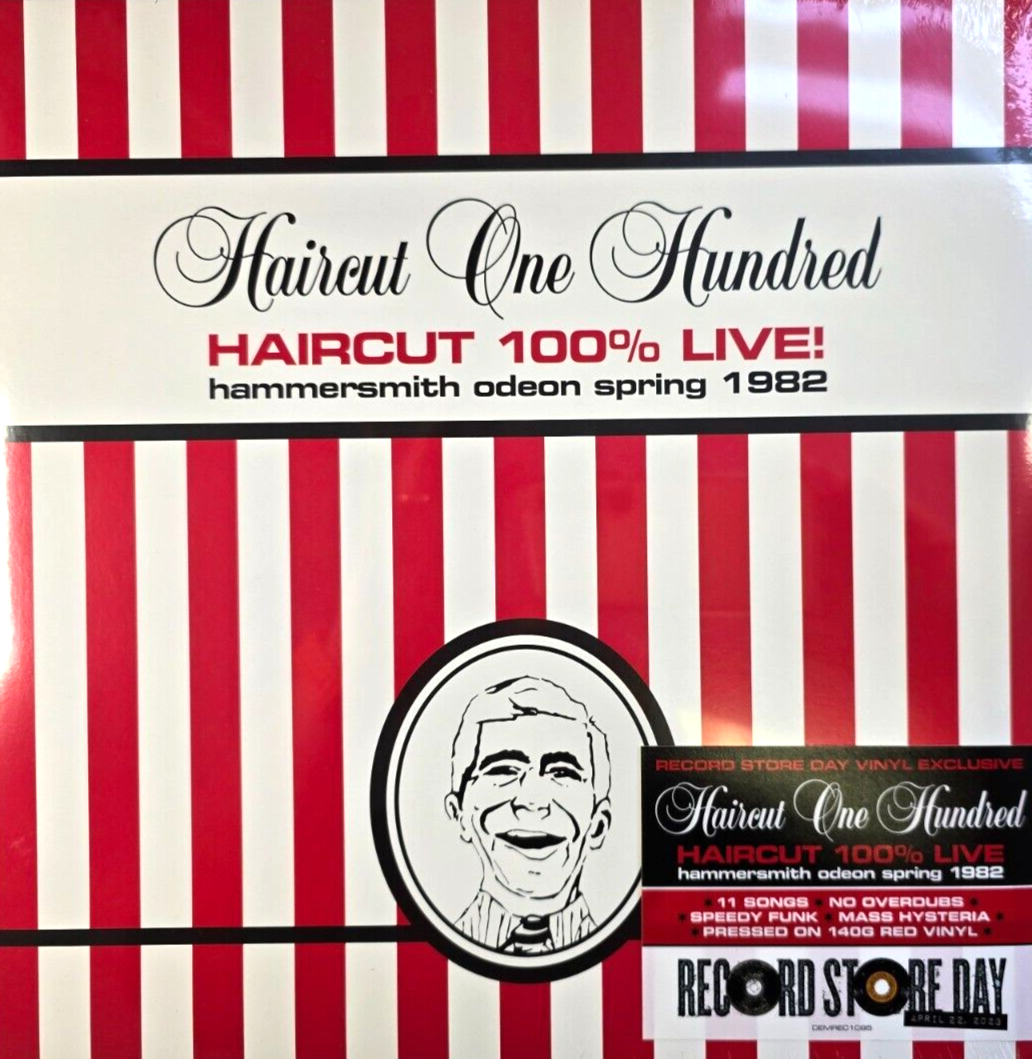 Haircut One Hundred
HAIRCUT 100% LIVE!
hammersmith odeon spring 1982
RECORD STORE DAY VINYL EXCLUSIVE
Haircut One Hundred
HAIRCUT 100% LIVE
hammersmith odeon spring 1982
* 11 SONGS * NO OVERDUBS *
* SPEEDY FUNK * MASS HYSTERIA *
* PRESSED ON 140G RED VINYL *
RECORD STORE DAY
APRIL 22, 2023
DEMREC1095